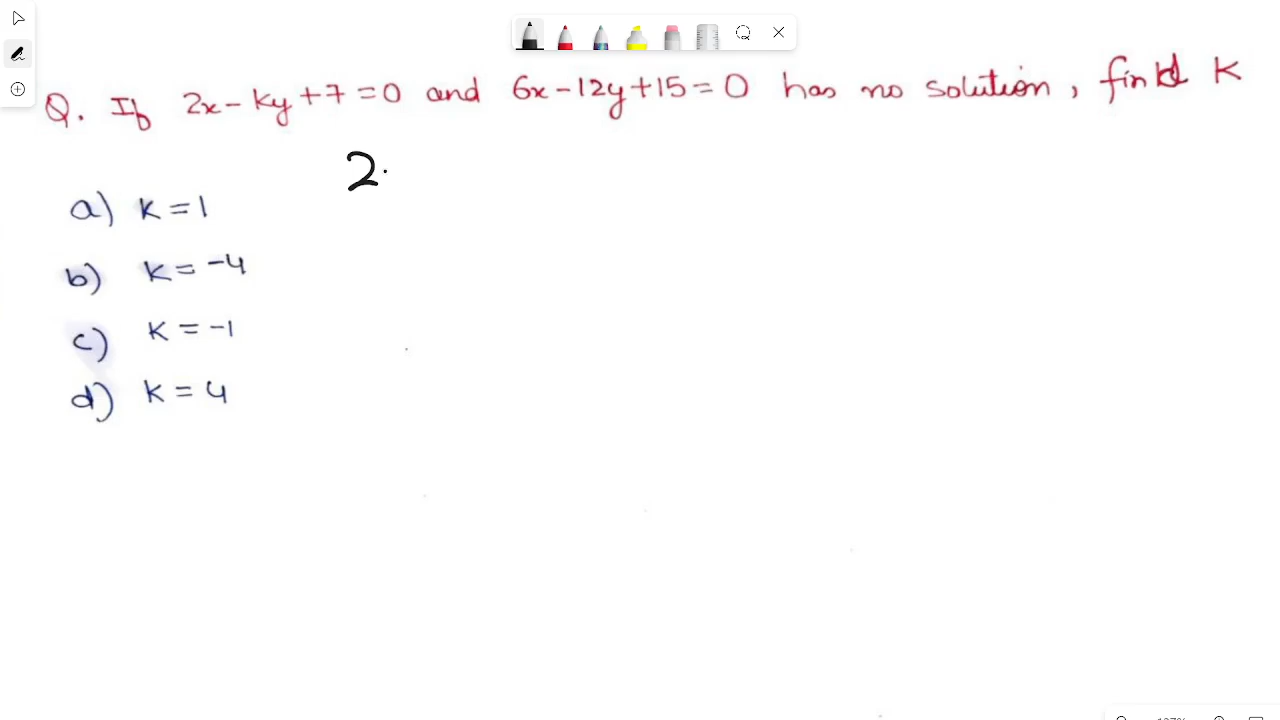 Q. If 2x - ky + 7 = 0 and 6x - 12y + 15 = 0 has no solution, find K
2.
a) K = 1
b) K = -4
c) K = -1
d) K = 4